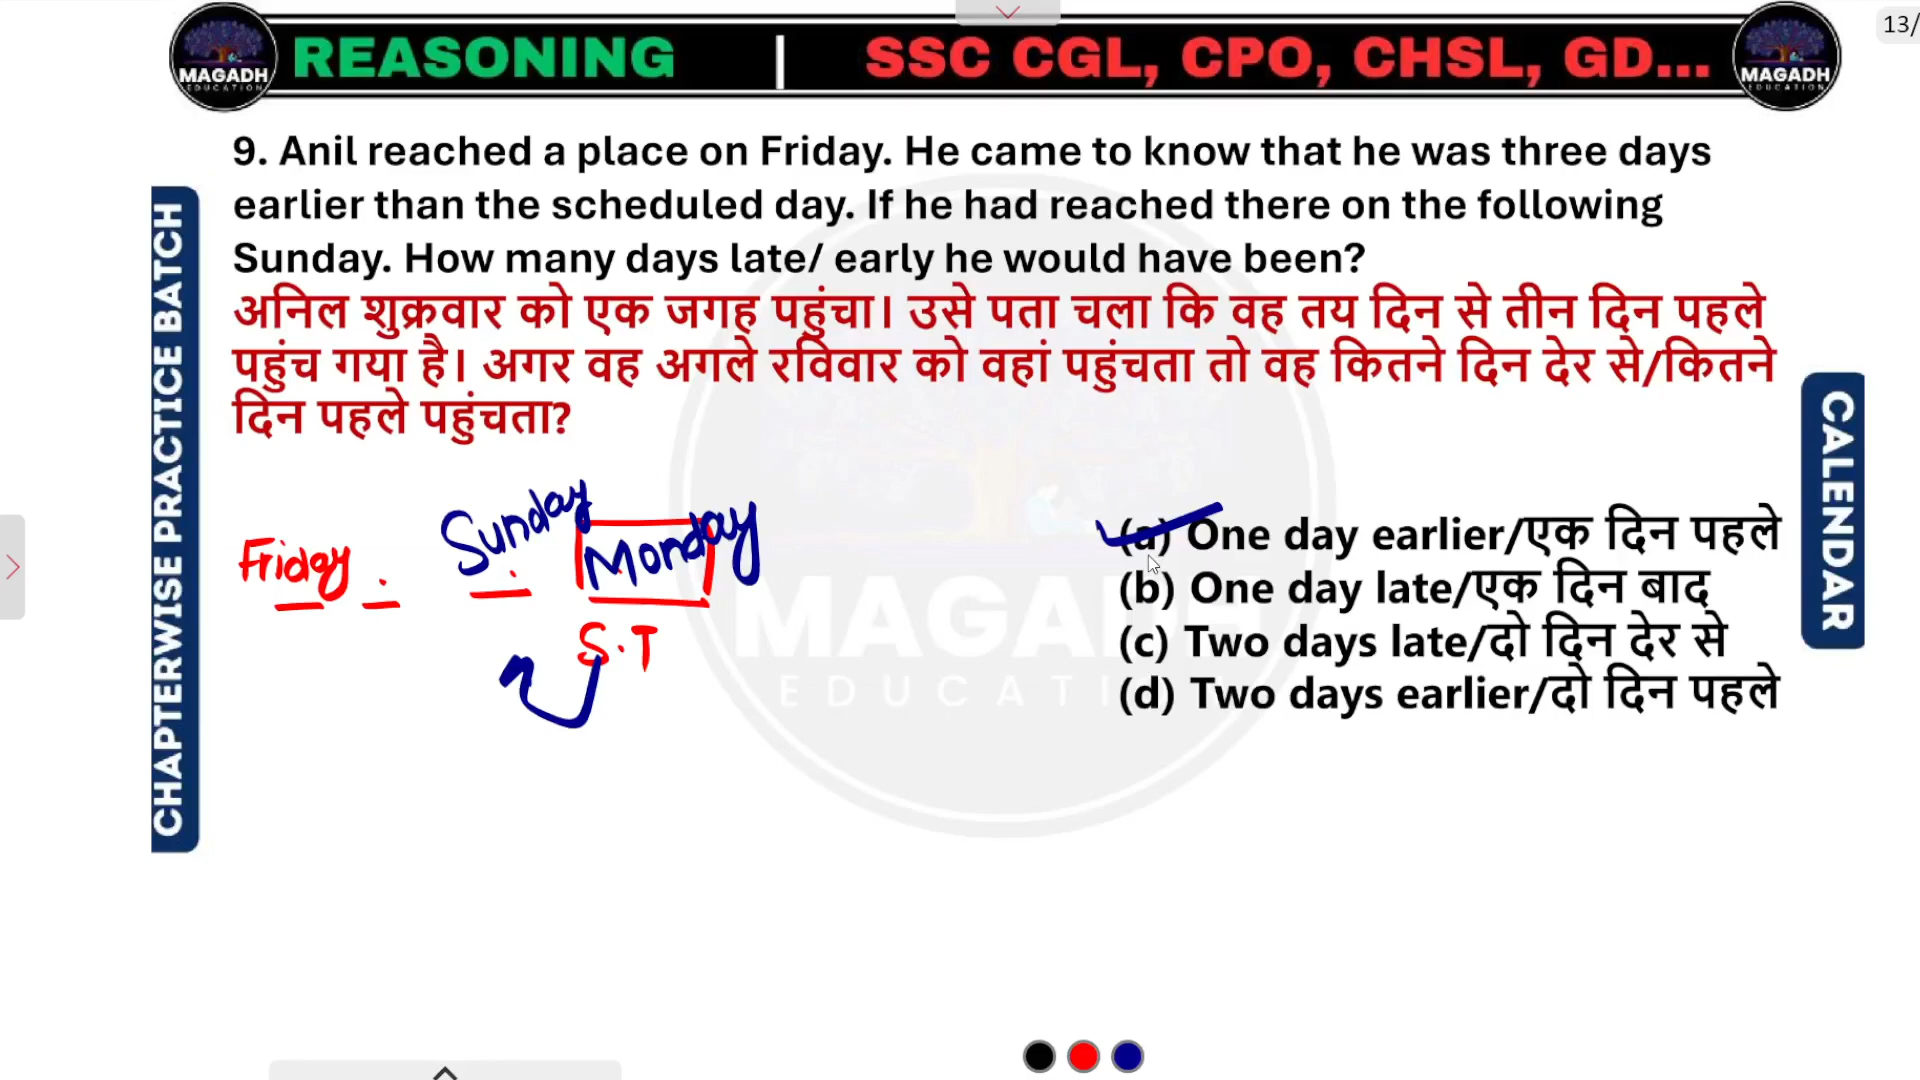 13/
MAGADH
EDUCATION
REASONING | SSC CGL, CPO, CHSL, GD...
MAGADH
EDUCATION
9. Anil reached a place on Friday. He came to know that he was three days
earlier than the scheduled day. If he had reached there on the following
Sunday. How many days late/ early he would have been?
अनिल शुक्रवार को एक जगह पहुंचा। उसे पता चला कि वह तय दिन से तीन दिन पहले
पहुंच गया है। अगर वह अगले रविवार को वहां पहुंचता तो वह कितने दिन देर से/कितने
दिन पहले पहुंचता?
CHAPTERWISE PRACTICE BATCH
CALENDAR
Friday Sunday Monday
S.T
(a) One day earlier/एक दिन पहले
(b) One day late/एक दिन बाद
(c) Two days late/दो दिन देर से
(d) Two days earlier/दो दिन पहले
MAGADH
EDUCATI